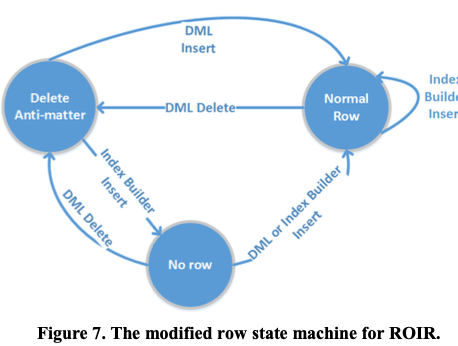 DML
Insert
Delete
Anti-matter
DML Delete
Normal
Row
Index
Builder
Insert
Index Builder
Insert
DML Delete
DML or Index Builder
Insert
No row
Figure 7. The modified row state machine for ROIR.